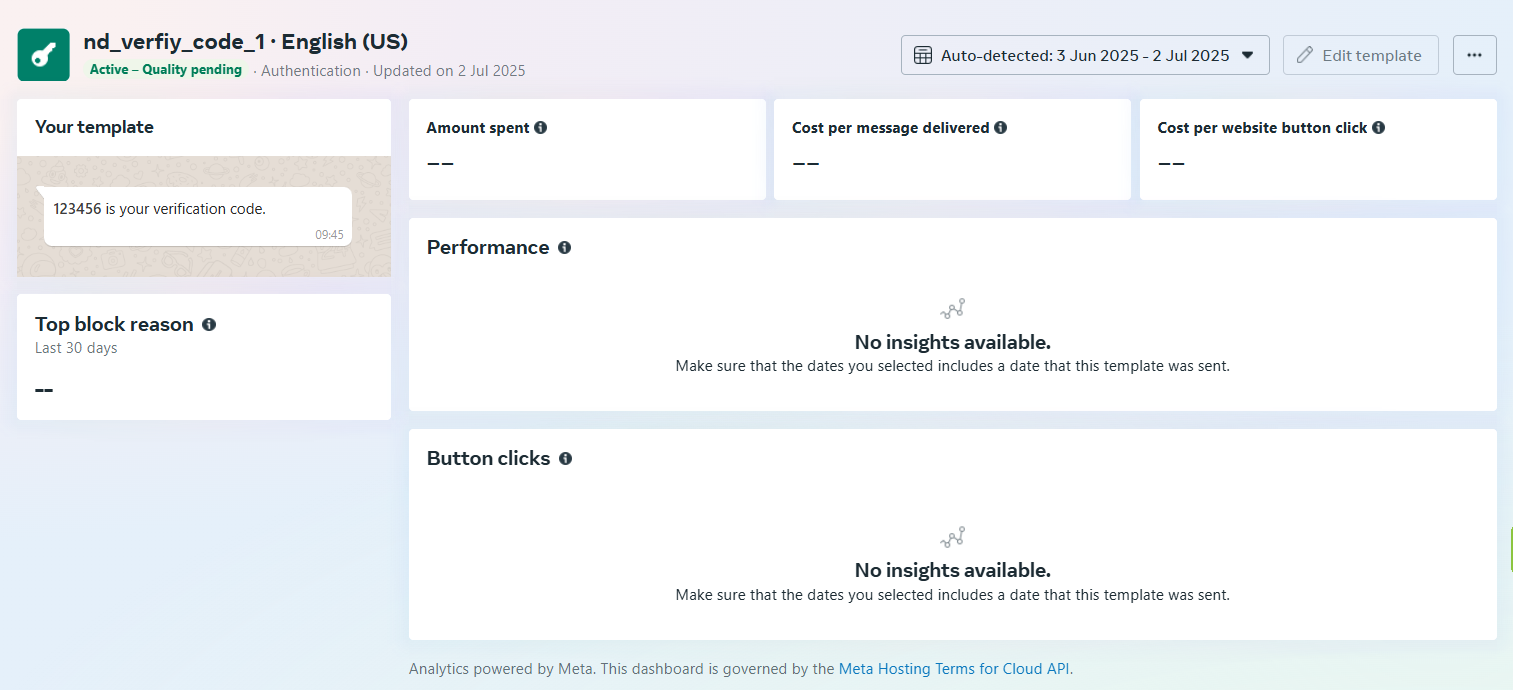 nd_verfiy_code_1 · English (US)
Active – Quality pending · Authentication · Updated on 2 Jul 2025
Auto-detected: 3 Jun 2025 - 2 Jul 2025
Edit template
Your template
123456 is your verification code.
09:45
Top block reason
Last 30 days
--
Amount spent
--
Cost per message delivered
--
Cost per website button click
--
Performance
No insights available.
Make sure that the dates you selected includes a date that this template was sent.
Button clicks
No insights available.
Make sure that the dates you selected includes a date that this template was sent.
Analytics powered by Meta. This dashboard is governed by the Meta Hosting Terms for Cloud API.